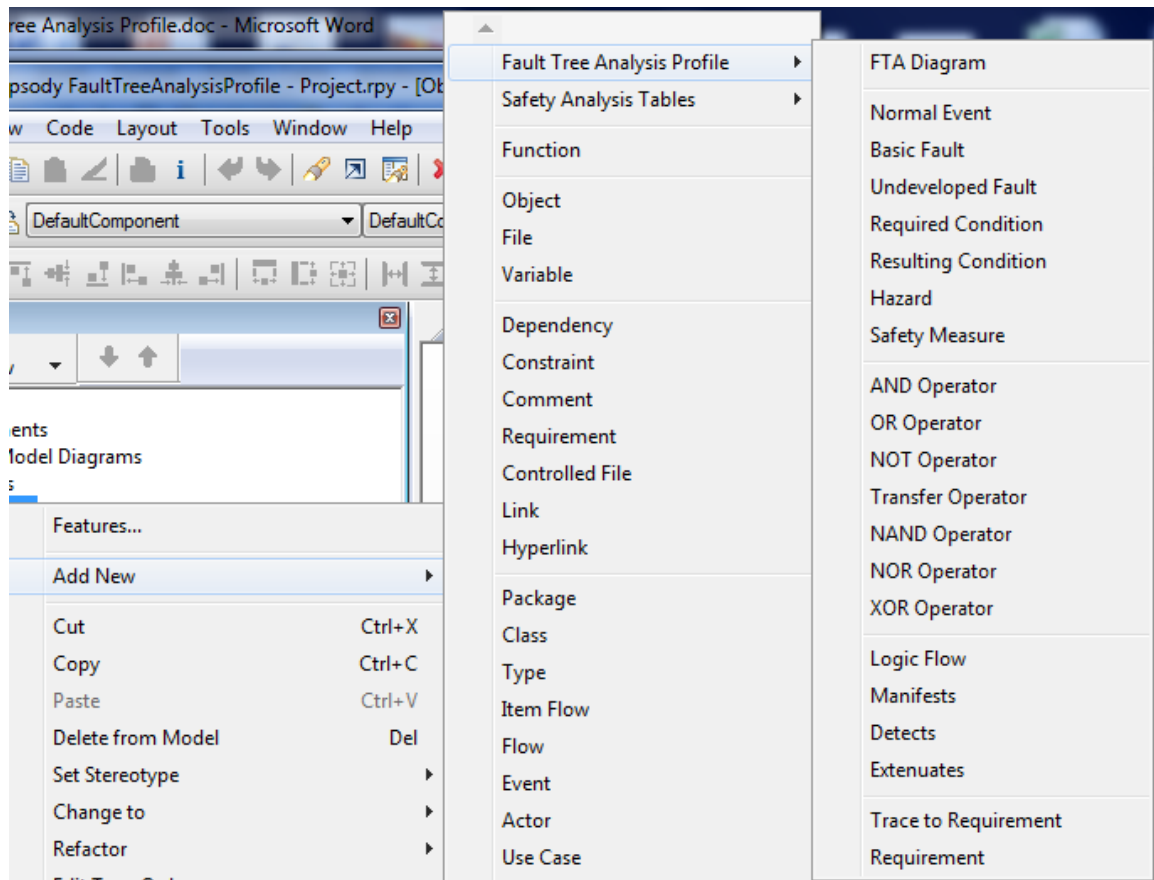 ree Analysis Profile.doc - Microsoft Word
psody FaultTreeAnalysisProfile - Project.rpy - [Ob
w Code Layout Tools Window Help
DefaultComponent DefaultCo
ents
Model Diagrams
s
Features...
Add New
Cut Ctrl+X
Copy Ctrl+C
Paste Ctrl+V
Delete from Model Del
Set Stereotype
Change to
Refactor
Fault Tree Analysis Profile
Safety Analysis Tables
Function
Object
File
Variable
Dependency
Constraint
Comment
Requirement
Controlled File
Link
Hyperlink
Package
Class
Type
Item Flow
Flow
Event
Actor
Use Case
FTA Diagram
Normal Event
Basic Fault
Undeveloped Fault
Required Condition
Resulting Condition
Hazard
Safety Measure
AND Operator
OR Operator
NOT Operator
Transfer Operator
NAND Operator
NOR Operator
XOR Operator
Logic Flow
Manifests
Detects
Extenuates
Trace to Requirement
Requirement